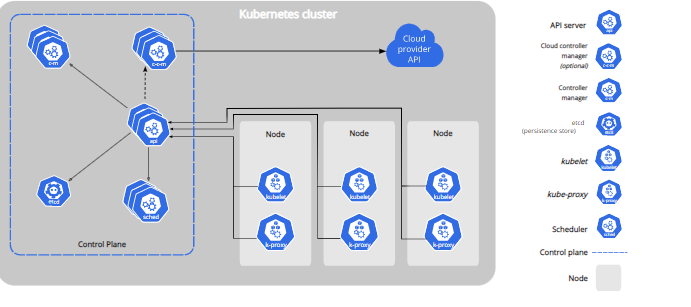 Kubernetes cluster
c-m
c-c-m
Cloud
provider
API
api
Node
Node
Node
etcd
sched
kubelet
kubelet
kubelet
k-proxy
k-proxy
k-proxy
Control Plane
API server
api
Cloud controller
manager
(optional)
c-c-m
Controller
manager
c-m
etcd
(persistence store)
etcd
kubelet
kubelet
kube-proxy
k-proxy
Scheduler
sched
Control plane
Node